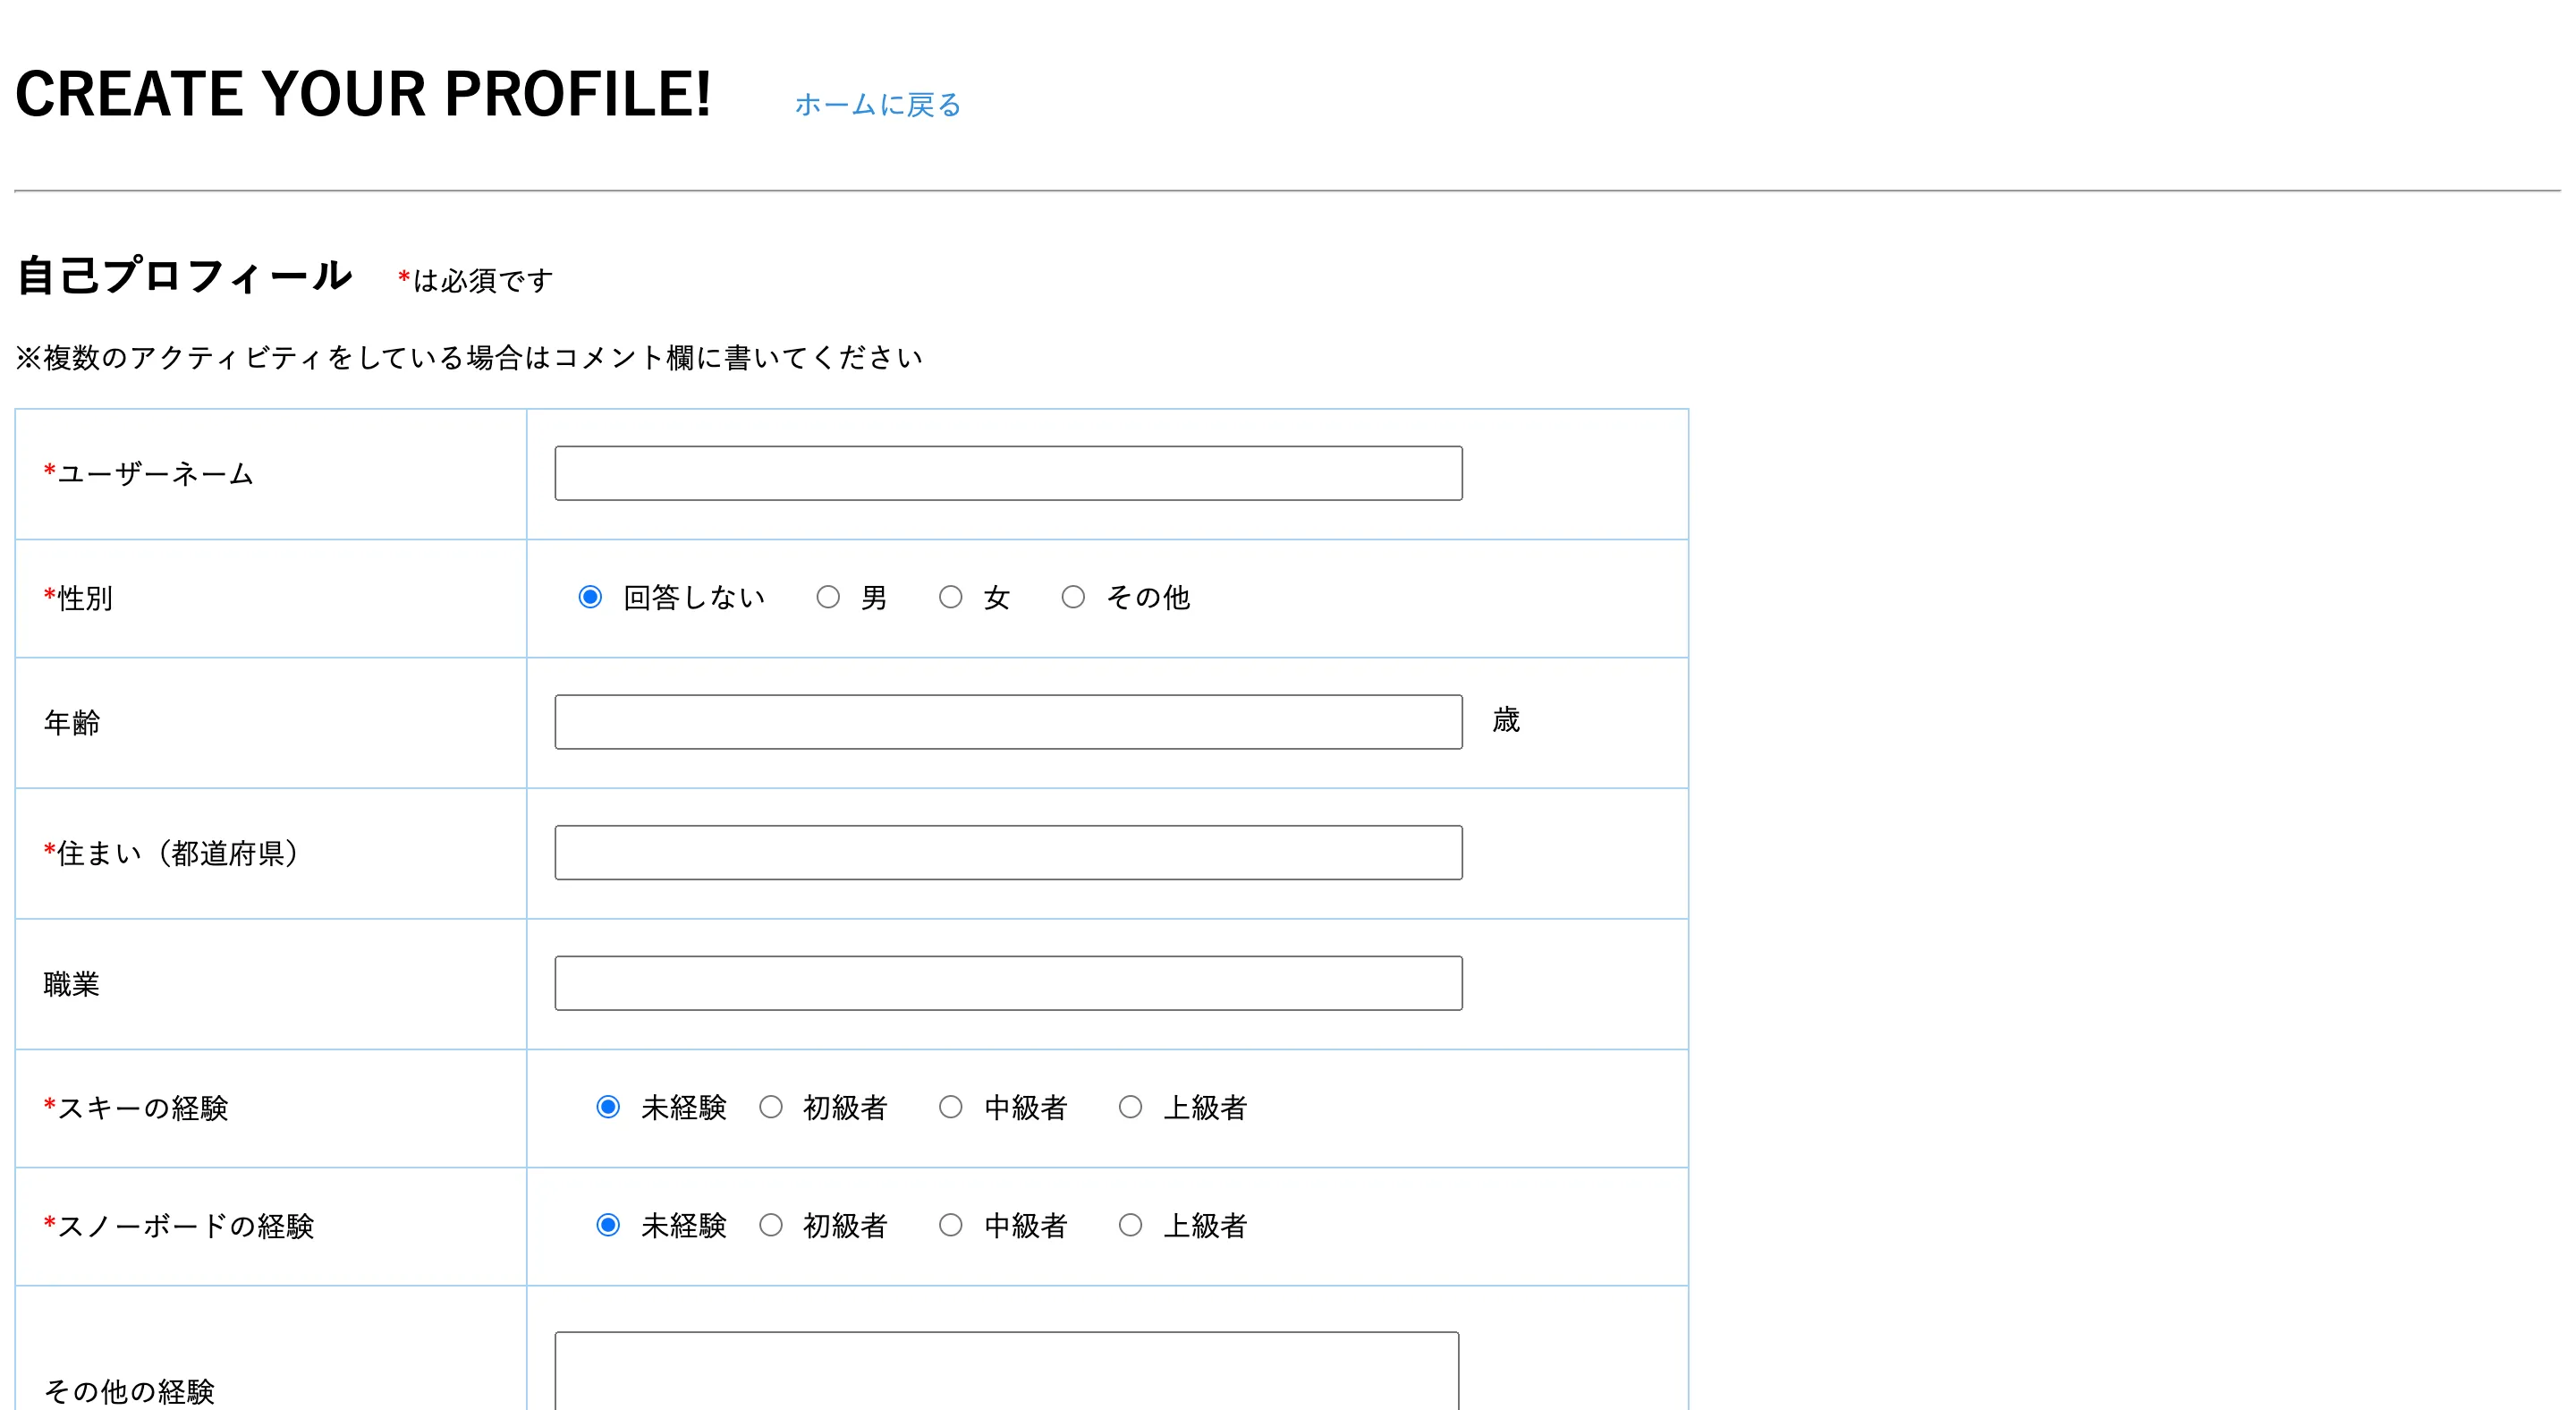 CREATE YOUR PROFILE! ホームに戻る
自己プロフィール *は必須です
※複数のアクティビティをしている場合はコメント欄に書いてください
*ユーザーネーム
*性別 回答しない 男 女 その他
年齢 歳
*住まい（都道府県）
職業
*スキーの経験 未経験 初級者 中級者 上級者
*スノーボードの経験 未経験 初級者 中級者 上級者
その他の経験